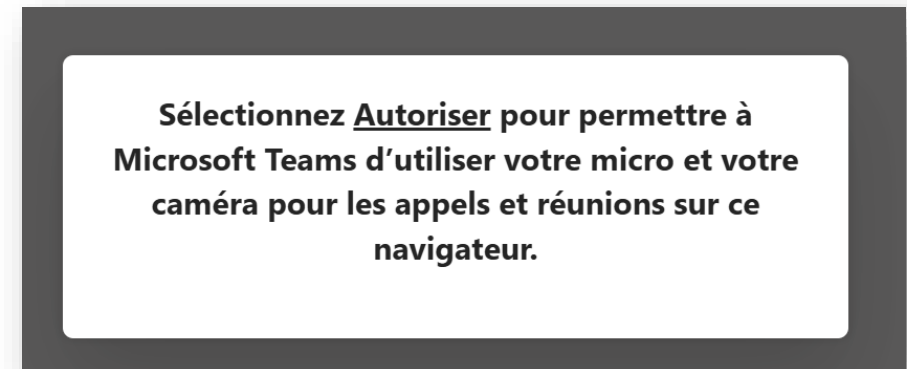 Sélectionnez Autoriser pour permettre à
Microsoft Teams d’utiliser votre micro et votre
caméra pour les appels et réunions sur ce
navigateur.